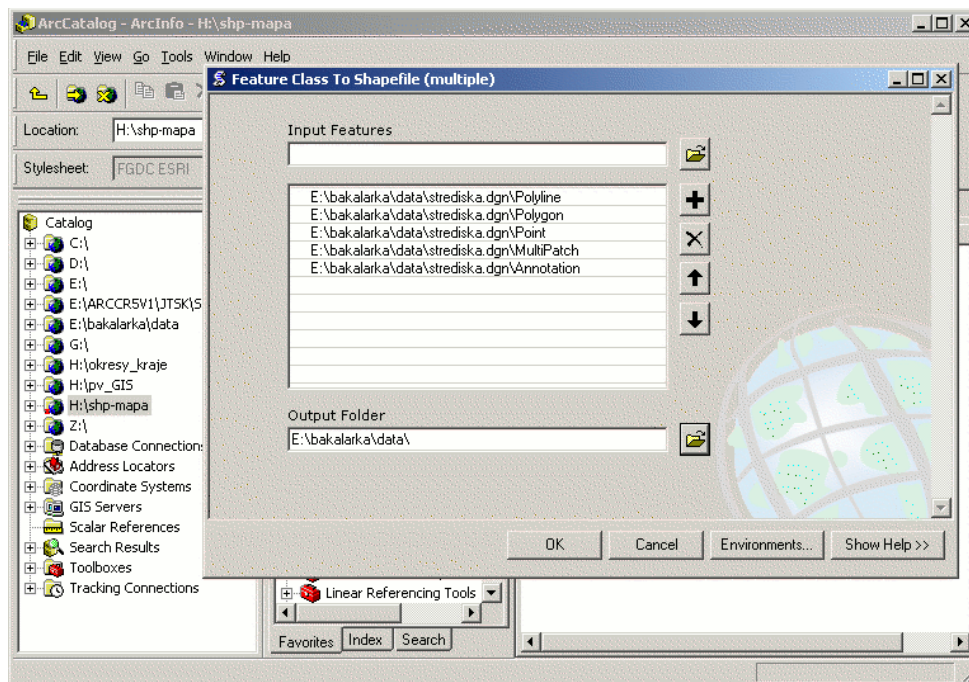 ArcCatalog - ArcInfo - H:\shp-mapa
File Edit View Go Tools Window Help
Location: H:\shp-mapa
Stylesheet: FGDC ESRI
Catalog
C:\
D:\
E:\
E:\ARCCR5V1\JTSK\S
E:\bakalarka\data
G:\
H:\okresy_kraje
H:\pv_GIS
H:\shp-mapa
Z:\
Database Connections
Address Locators
Coordinate Systems
GIS Servers
Scalar References
Search Results
Toolboxes
Tracking Connections
Feature Class To Shapefile (multiple)
Input Features
E:\bakalarka\data\strediska.dgn\Polyline
E:\bakalarka\data\strediska.dgn\Polygon
E:\bakalarka\data\strediska.dgn\Point
E:\bakalarka\data\strediska.dgn\MultiPatch
E:\bakalarka\data\strediska.dgn\Annotation
Output Folder
E:\bakalarka\data\
OK Cancel Environments... Show Help >>
Linear Referencing Tools
Favorites Index Search